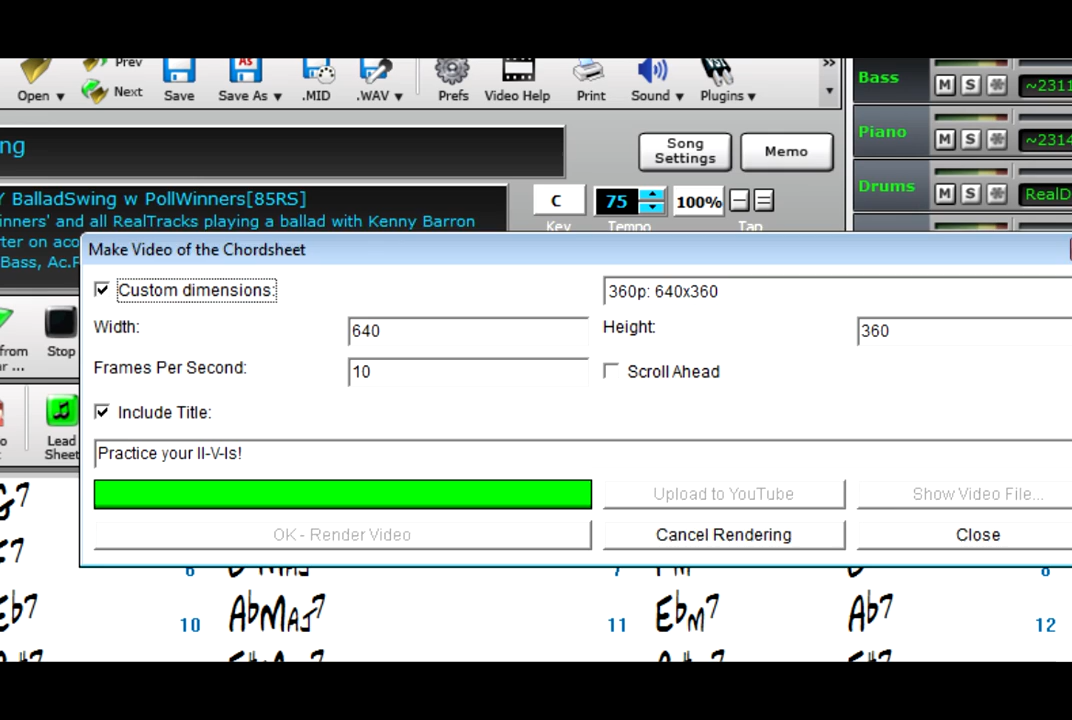 Prev
Next
Open Save Save As .MID .WAV Prefs Video Help Print Sound Plugins
AS
Bass M S ~2311
Piano M S ~2314
Drums M S RealD
ng
Song Settings Memo
Y BalladSwing w PollWinners[85RS]
inners' and all RealTracks playing a ballad with Kenny Barron
ter on aco
Bass, Ac.P
C 75 100%
Key Tempo Tap
Make Video of the Chordsheet
Custom dimensions: 360p: 640x360
Width: 640 Height: 360
Frames Per Second: 10 Scroll Ahead
Include Title:
Practice your II-V-Is!
Upload to YouTube Show Video File...
OK - Render Video Cancel Rendering Close
from Stop
Lead Sheet
G7
Eb7 10 AbMAJ7 11 Ebm7 Ab7 12